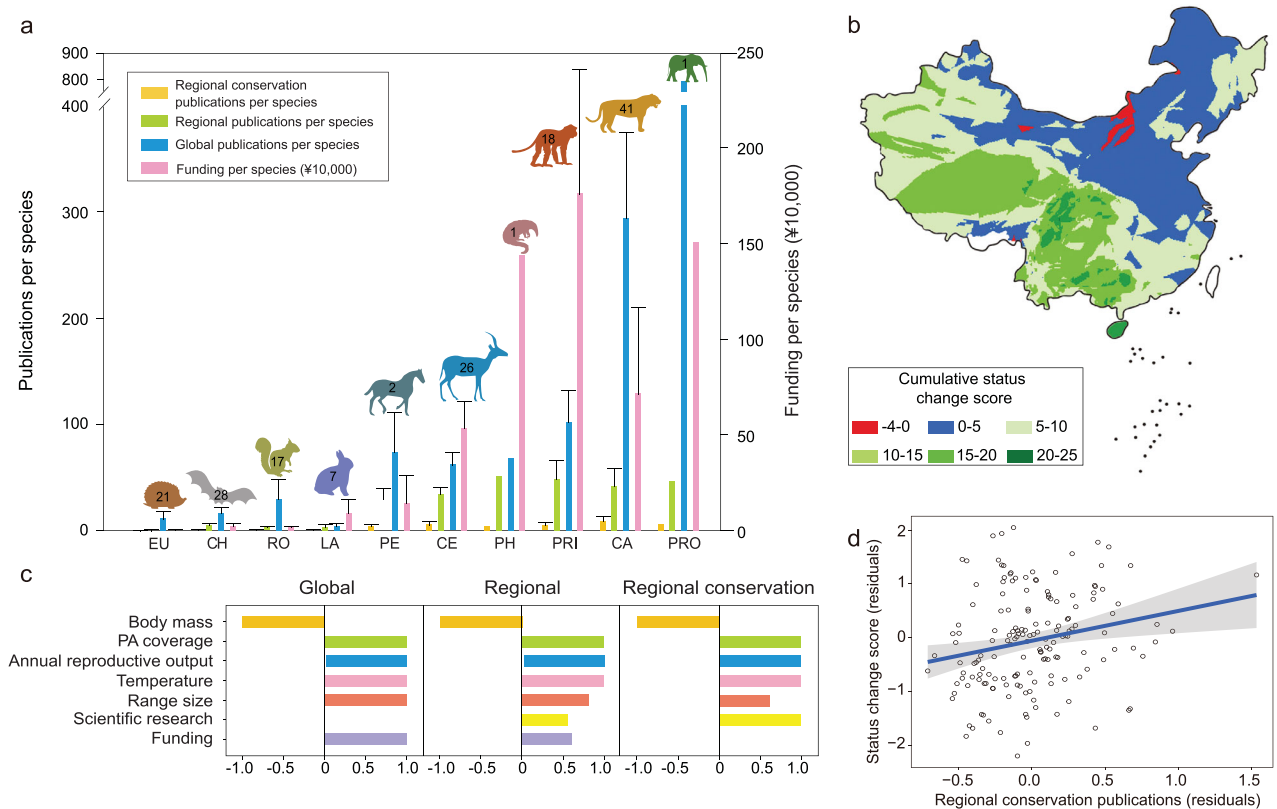 a
900
800
400
300
200
100
0
Publications per species
Regional conservation
publications per species
Regional publications per species
Global publications per species
Funding per species (¥10,000)
21
28
17
7
2
26
1
18
41
1
250
200
150
100
50
0
Funding per species (¥10,000)
EU CH RO LA PE CE PH PRI CA PRO
b
Cumulative status
change score
-4-0 0-5 5-10
10-15 15-20 20-25
c
Global Regional Regional conservation
Body mass
PA coverage
Annual reproductive output
Temperature
Range size
Scientific research
Funding
-1.0 -0.5 0 0.5 1.0 -1.0 -0.5 0 0.5 1.0 -1.0 -0.5 0 0.5 1.0
d
Status change score (residuals)
2
1
0
−1
−2
−0.5 0.0 0.5 1.0 1.5
Regional conservation publications (residuals)